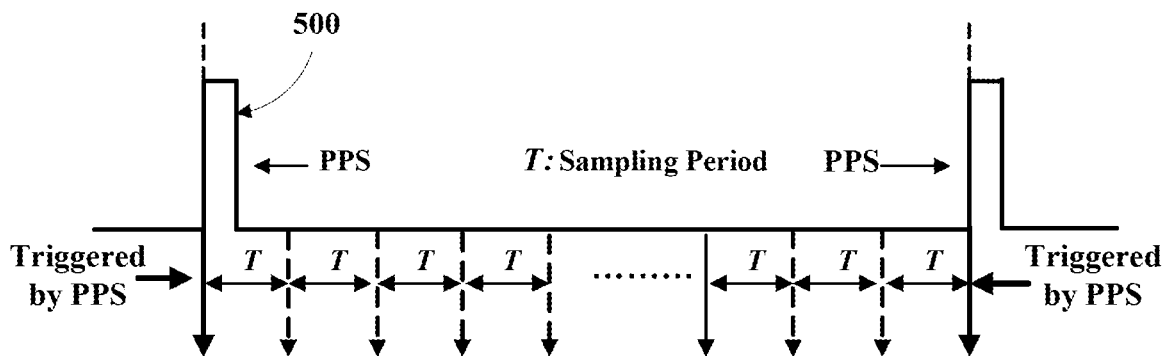 500
PPS
T: Sampling Period
PPS
Triggered
by PPS
T
T
T
T
T
T
T
Triggered
by PPS